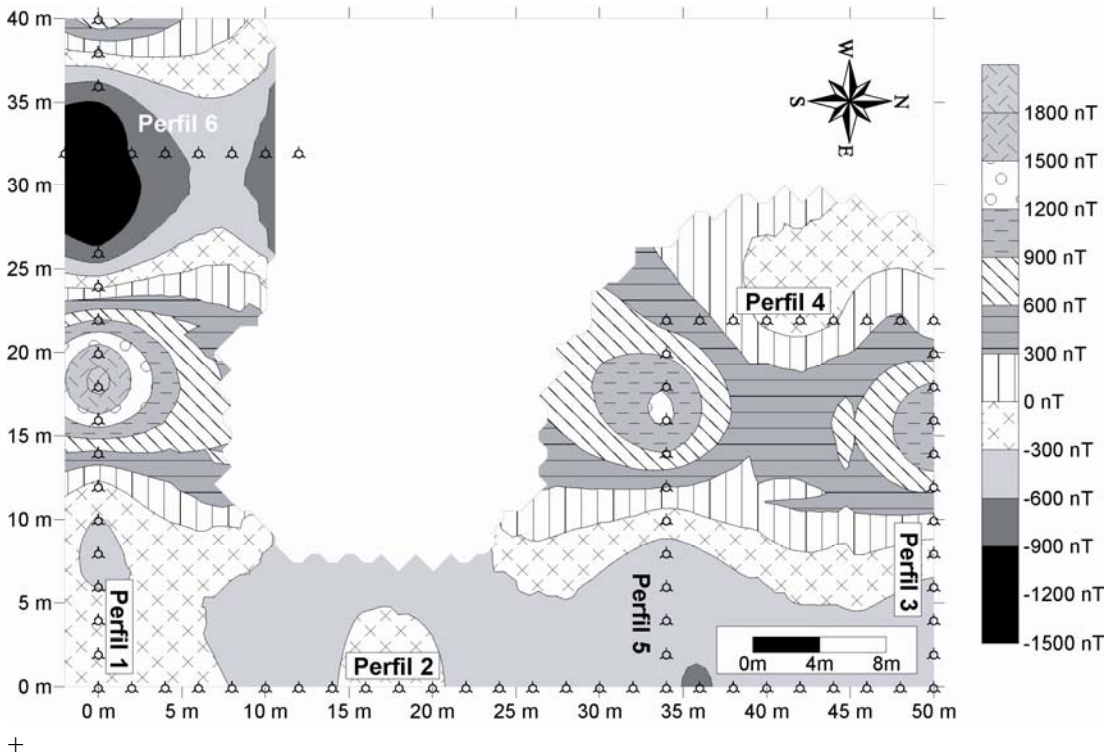 40 m
35 m
30 m
25 m
20 m
15 m
10 m
5 m
0 m
0 m
5 m
10 m
15 m
20 m
25 m
30 m
35 m
40 m
45 m
50 m
Perfil 6
Perfil 4
Perfil 1
Perfil 2
Perfil 5
Perfil 3
0m
4m
8m
W
S
N
E
1800 nT
1500 nT
1200 nT
900 nT
600 nT
300 nT
0 nT
-300 nT
-600 nT
-900 nT
-1200 nT
-1500 nT